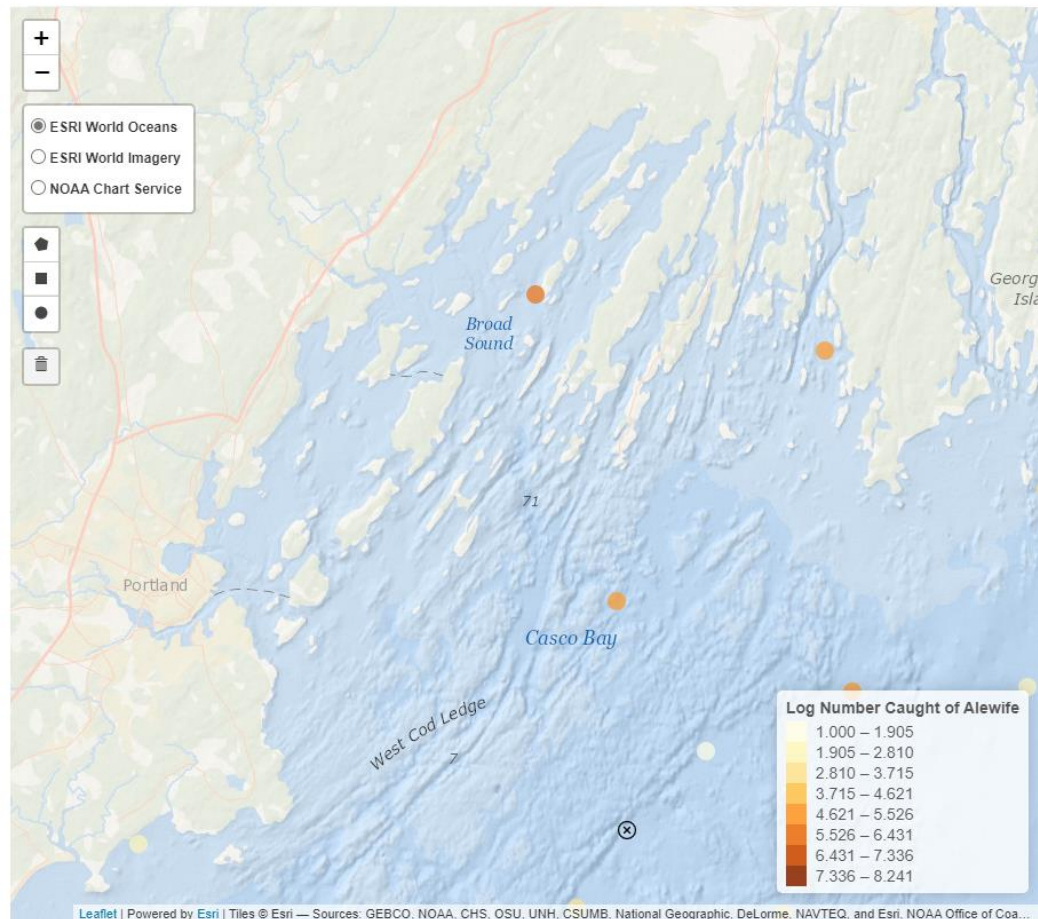 +
−
ESRI World Oceans
ESRI World Imagery
NOAA Chart Service
Broad
Sound
Georg
Isla
71
Portland
Casco Bay
West Cod Ledge
7
Log Number Caught of Alewife
1.000 – 1.905
1.905 – 2.810
2.810 – 3.715
3.715 – 4.621
4.621 – 5.526
5.526 – 6.431
6.431 – 7.336
7.336 – 8.241
Leaflet | Powered by Esri | Tiles © Esri — Sources: GEBCO, NOAA, CHS, OSU, UNH, CSUMB, National Geographic, DeLorme, NAVTEQ, and Esri, NOAA Office of Coa...